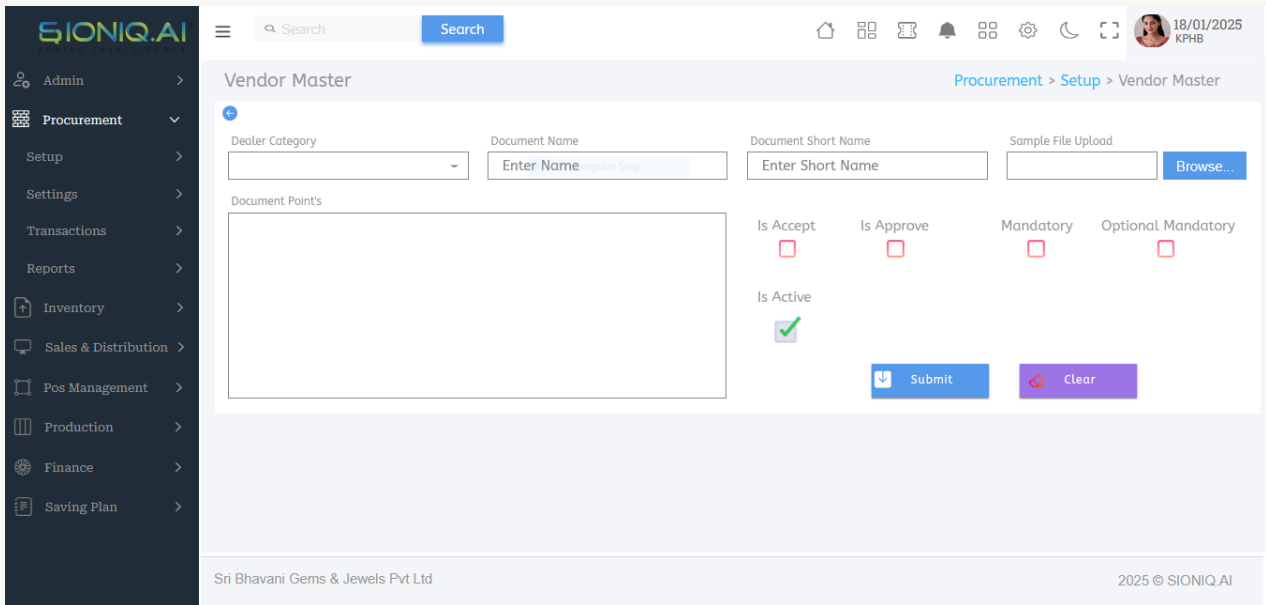 SIONIQ.AI
Search
Search
18/01/2025
KPHB
Admin
Procurement
Setup
Settings
Transactions
Reports
Inventory
Sales & Distribution
Pos Management
Production
Finance
Saving Plan
Vendor Master
Procurement > Setup > Vendor Master
Dealer Category
Document Name
Document Short Name
Sample File Upload
Enter Name
Enter Short Name
Browse...
Document Point's
Is Accept
Is Approve
Mandatory
Optional Mandatory
Is Active
Submit
Clear
Sri Bhavani Gems & Jewels Pvt Ltd
2025 © SIONIQ.AI